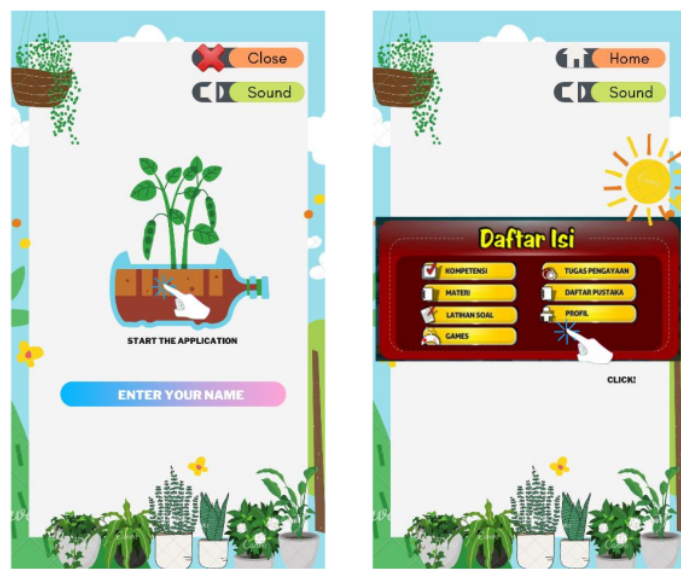 Close
Sound
START THE APPLICATION
ENTER YOUR NAME
Home
Sound
Daftar Isi
KOMPETENSI
MATERI
LATIHAN SOAL
GAMES
TUGAS PENGAYAAN
DAFTAR PUSTAKA
PROFIL
CLICK!